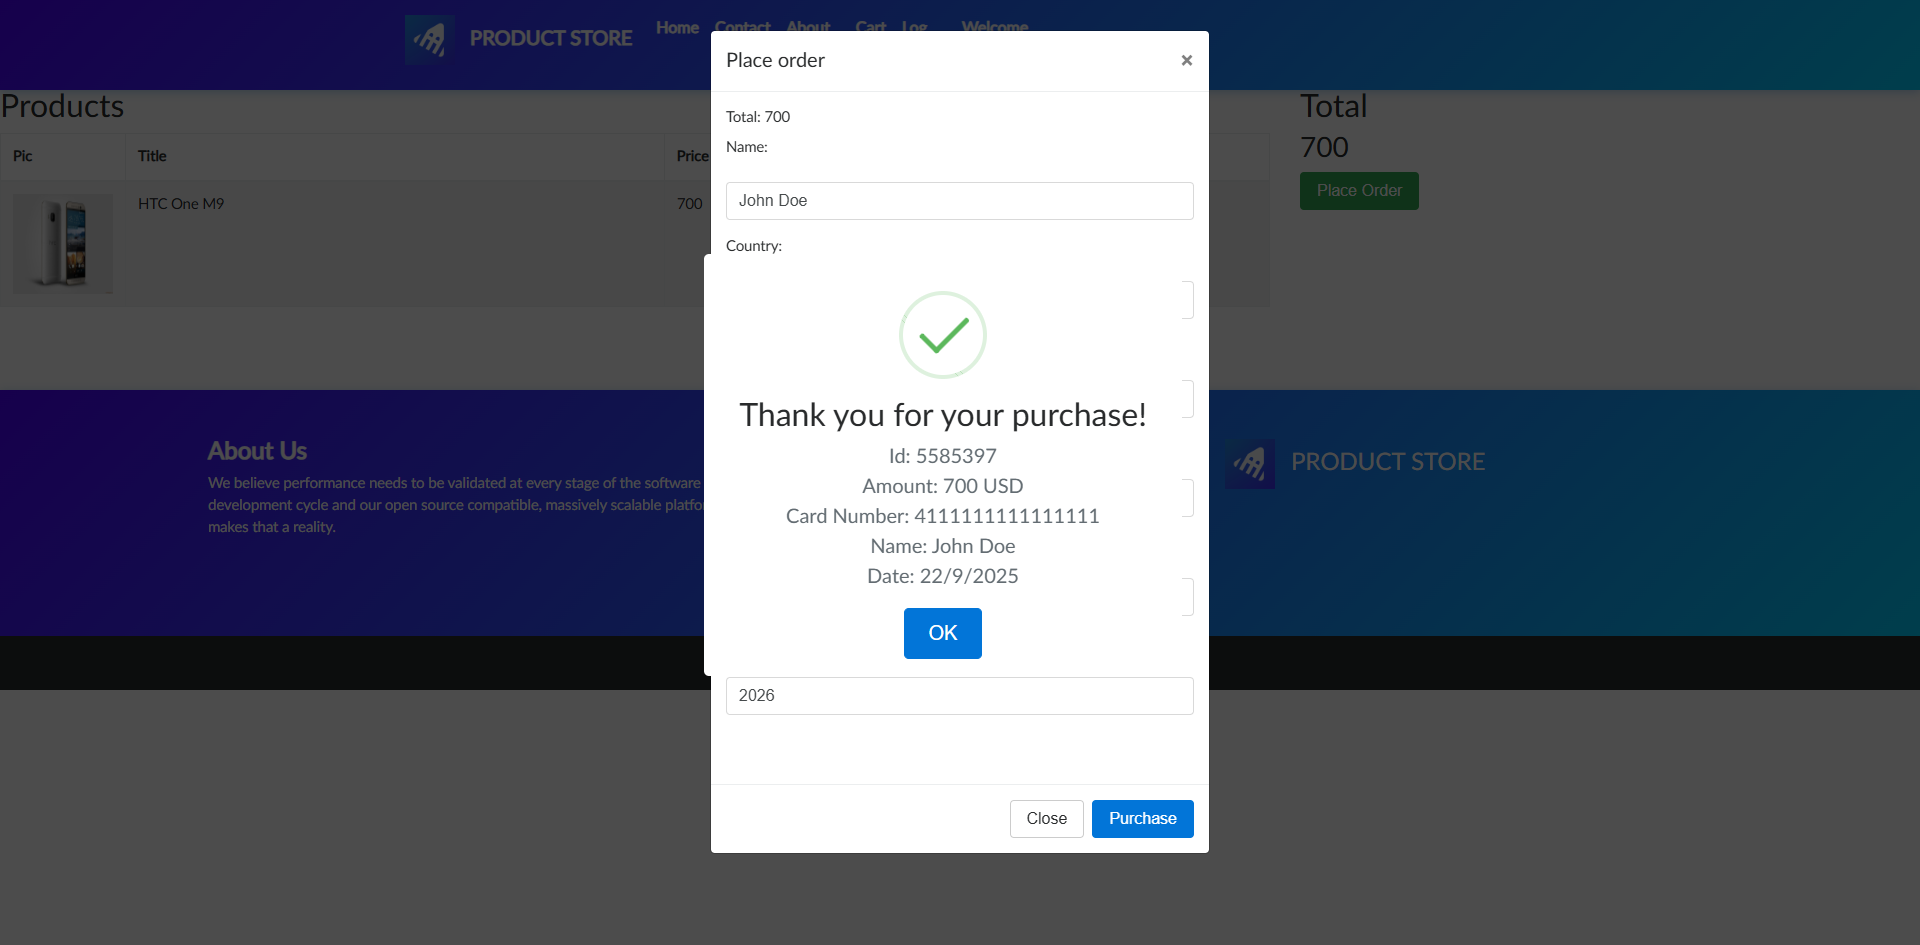 PRODUCT STORE
Home Contact About Cart Log Welcome
Place order
×
Products
Total
Total: 700
Name:
700
Pic Title Price
Place Order
HTC One M9 700
John Doe
Country:
Thank you for your purchase!
Id: 5585397
Amount: 700 USD
Card Number: 4111111111111111
Name: John Doe
Date: 22/9/2025
OK
About Us
We believe performance needs to be validated at every stage of the software
development cycle and our open source compatible, massively scalable platfo
makes that a reality.
PRODUCT STORE
2026
Close Purchase